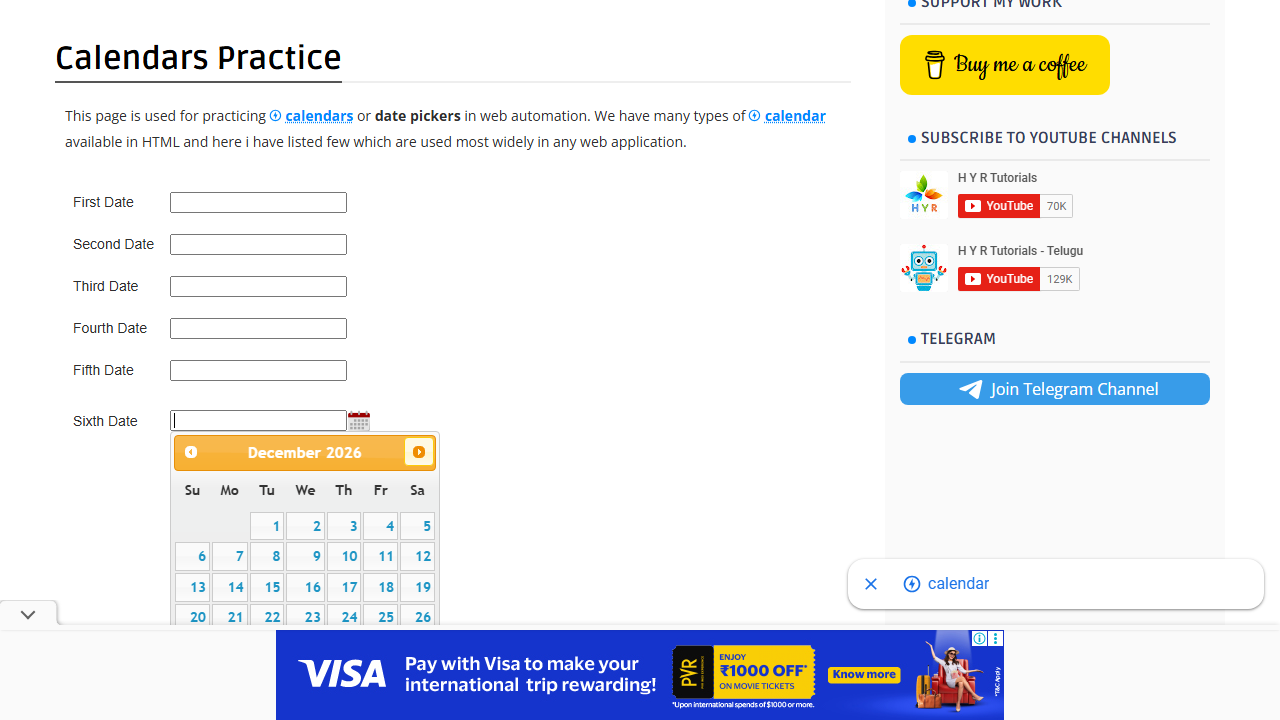 SUPPORT MY WORK
Buy me a coffee
Calendars Practice
This page is used for practicing calendars or date pickers in web automation. We have many types of calendar
available in HTML and here i have listed few which are used most widely in any web application.
SUBSCRIBE TO YOUTUBE CHANNELS
H Y R Tutorials
HYR
YouTube 70K
H Y R Tutorials - Telugu
YouTube 129K
TELEGRAM
Join Telegram Channel
First Date
Second Date
Third Date
Fourth Date
Fifth Date
Sixth Date
December 2026
Su Mo Tu We Th Fr Sa
1 2 3 4 5
6 7 8 9 10 11 12
13 14 15 16 17 18 19
20 21 22 23 24 25 26
calendar
VISA
Pay with Visa to make your
international trip rewarding!
PVR
ENJOY
₹1000 OFF*
ON MOVIE TICKETS
*Upon international spends of $1000 or more.
Know more
*T&C Apply